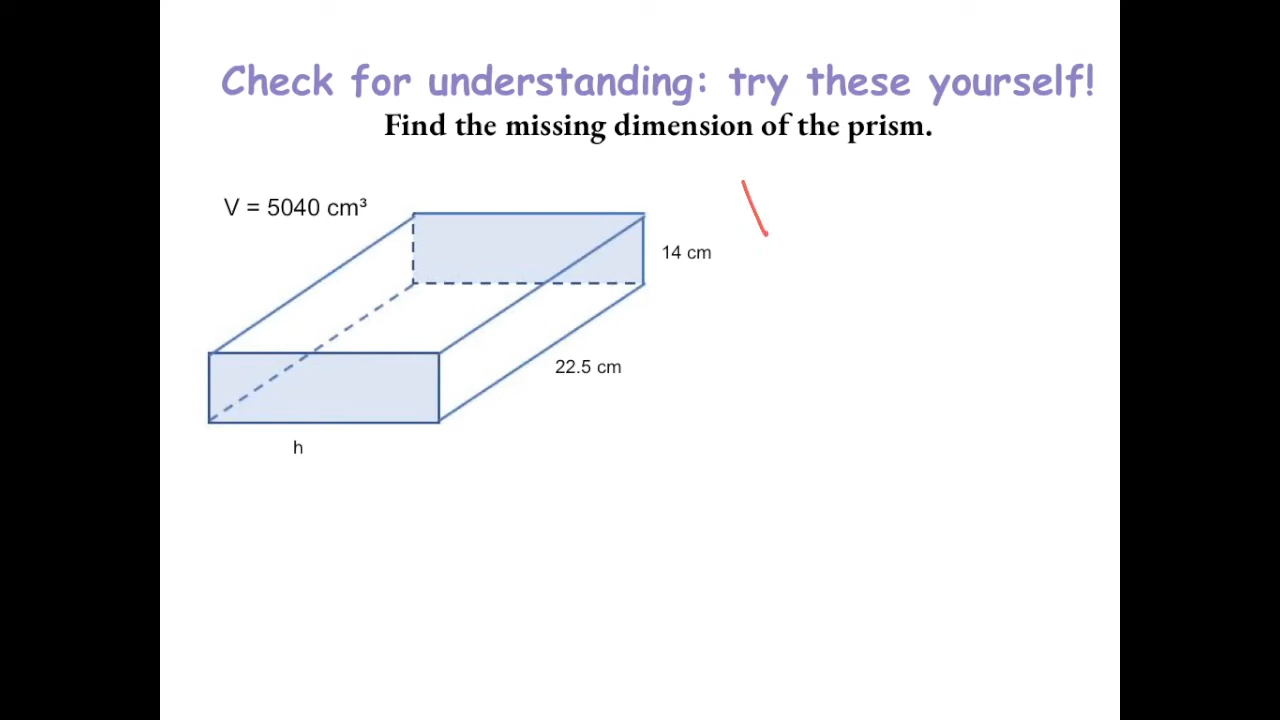 Check for understanding: try these yourself!
Find the missing dimension of the prism.
V = 5040 cm³
14 cm
22.5 cm
h